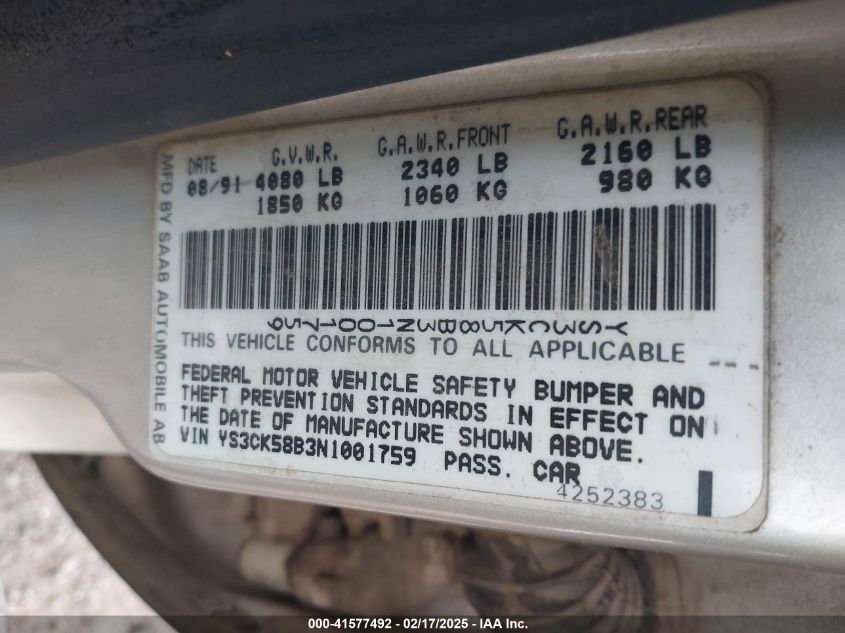 DATE G.V.W.R. G.A.W.R.FRONT G.A.W.R.REAR
08/91 4080 LB 2340 LB 2160 LB
1850 KG 1060 KG 980 KG
MFD BY SAAB AUTOMOBILE AB
YS3CK58B3N1001759
THIS VEHICLE CONFORMS TO ALL APPLICABLE
FEDERAL MOTOR VEHICLE SAFETY BUMPER AND
THEFT PREVENTION STANDARDS IN EFFECT ON
THE DATE OF MANUFACTURE SHOWN ABOVE.
VIN YS3CK58B3N1001759 PASS. CAR
4252383
000-41577492 - 02/17/2025 - IAA Inc.